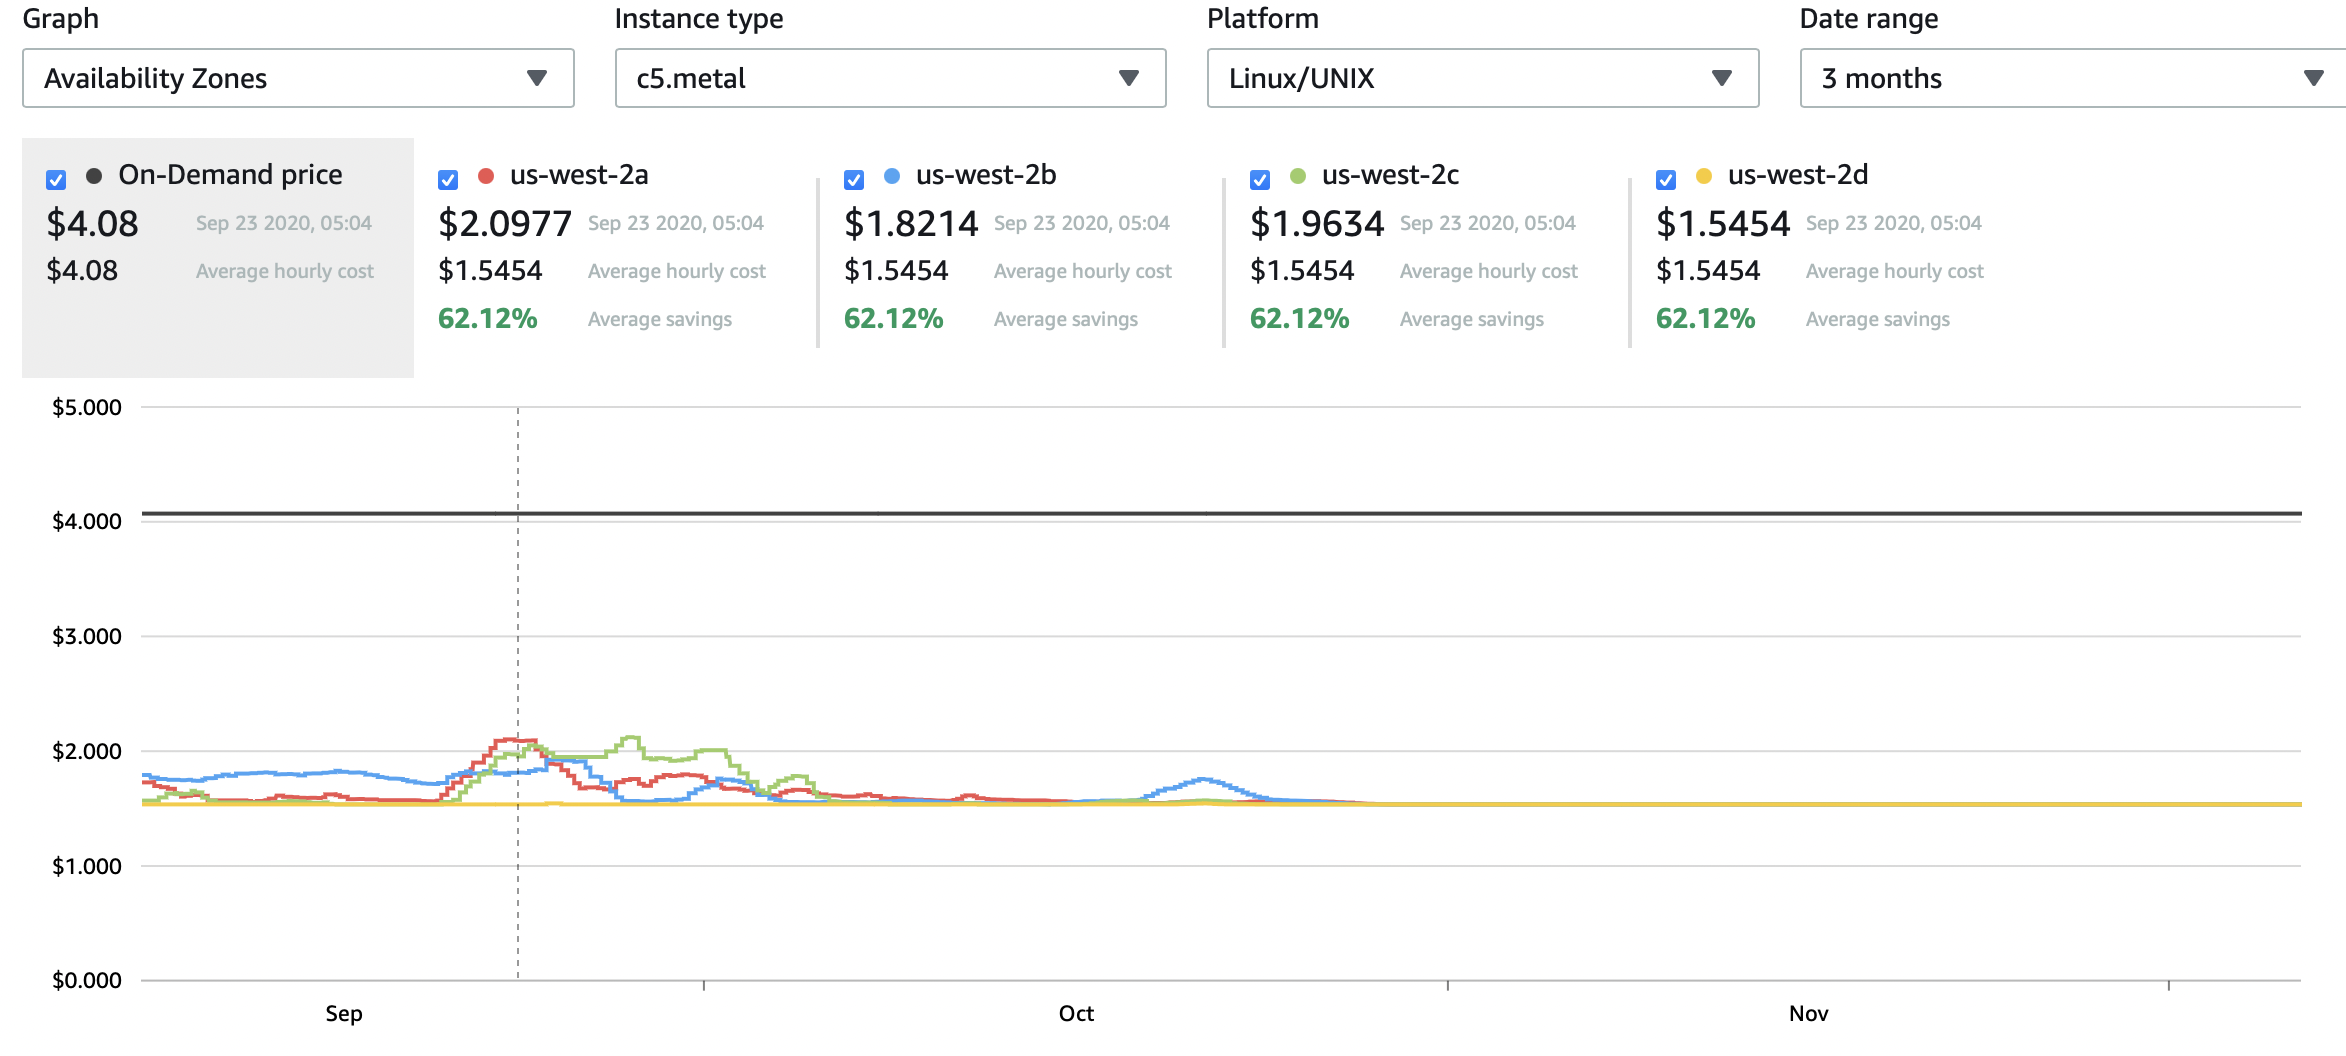 Graph Instance type Platform Date range
Availability Zones c5.metal Linux/UNIX 3 months
On-Demand price us-west-2a us-west-2b us-west-2c us-west-2d
$4.08 Sep 23 2020, 05:04 $2.0977 Sep 23 2020, 05:04 $1.8214 Sep 23 2020, 05:04 $1.9634 Sep 23 2020, 05:04 $1.5454 Sep 23 2020, 05:04
$4.08 Average hourly cost $1.5454 Average hourly cost $1.5454 Average hourly cost $1.5454 Average hourly cost $1.5454 Average hourly cost
62.12% Average savings 62.12% Average savings 62.12% Average savings 62.12% Average savings
$5.000
$4.000
$3.000
$2.000
$1.000
$0.000
Sep Oct Nov